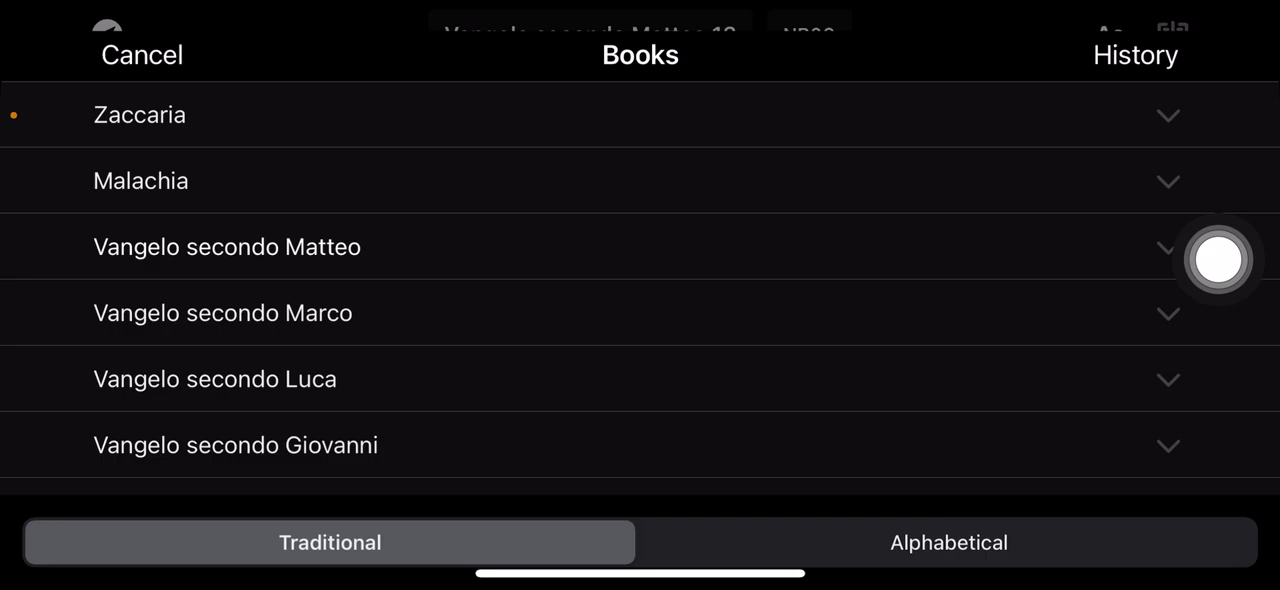 Cancel
Books
History
Zaccaria
Malachia
Vangelo secondo Matteo
Vangelo secondo Marco
Vangelo secondo Luca
Vangelo secondo Giovanni
Traditional
Alphabetical